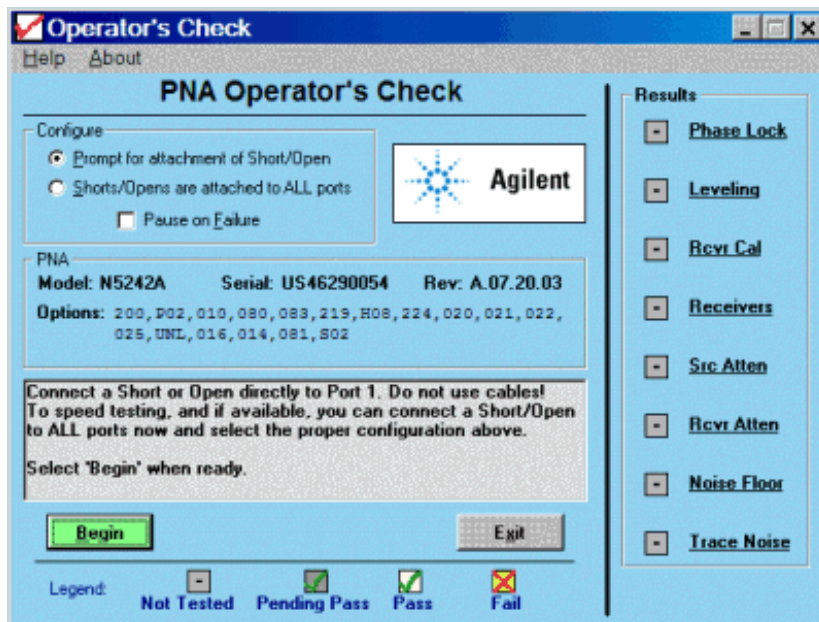 Operator's Check
Help About
PNA Operator's Check
Configure
Prompt for attachment of Short/Open
Shorts/Opens are attached to ALL ports
Pause on Failure
Agilent
PNA
Model: N5242A Serial: US46290054 Rev: A.07.20.03
Options: 200,P02,010,080,083,219,H08,224,020,021,022,
025,UNL,016,014,081,S02
Connect a Short or Open directly to Port 1. Do not use cables!
To speed testing, and if available, you can connect a Short/Open
to ALL ports now and select the proper configuration above.
Select 'Begin' when ready.
Begin
Exit
Legend:
Not Tested
Pending Pass
Pass
Fail
Results
Phase Lock
Leveling
Rcvr Cal
Receivers
Src Atten
Rcvr Atten
Noise Floor
Trace Noise